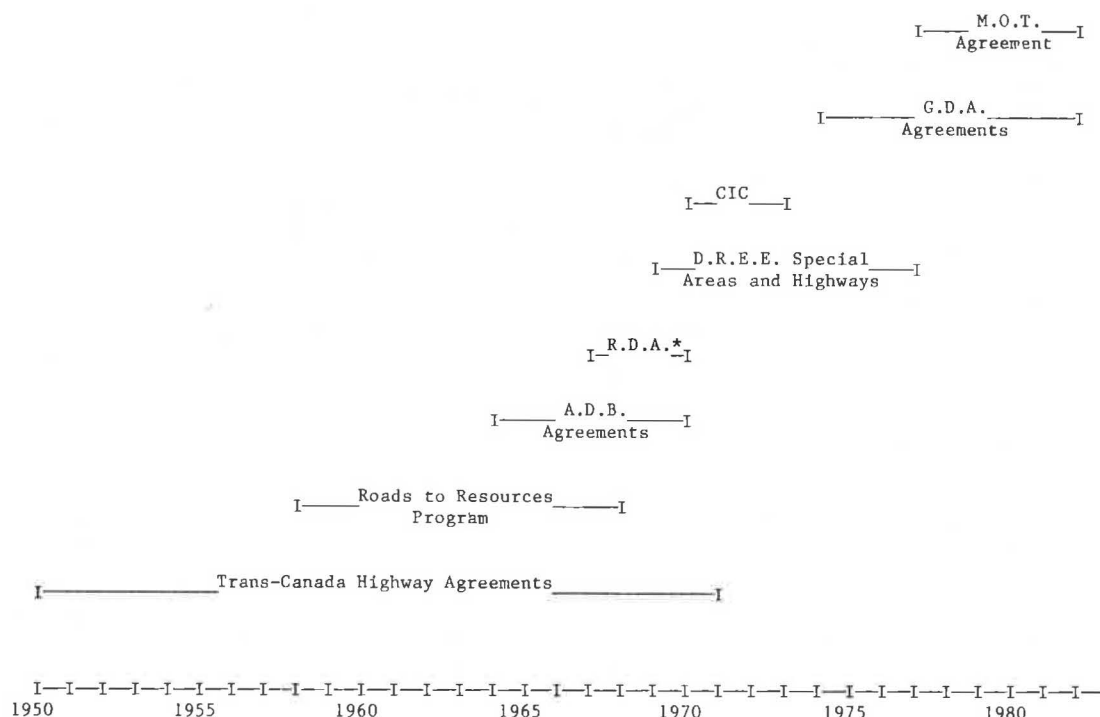 M.O.T.
Agreement
G.D.A.
Agreements
CIC
D.R.E.E. Special
Areas and Highways
R.D.A.*
A.D.B.
Agreements
Roads to Resources
Program
Trans-Canada Highway Agreements
1950 1955 1960 1965 1970 1975 1980